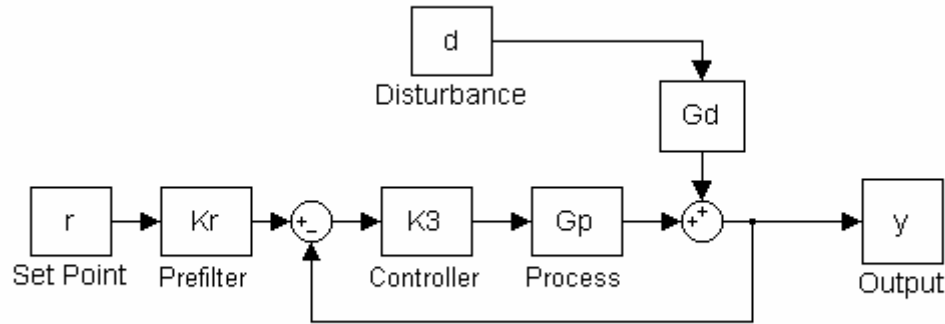 d
Disturbance
Gd
r
Kr
+
−
K3
Gp
+
+
y
Set Point
Prefilter
Controller
Process
Output